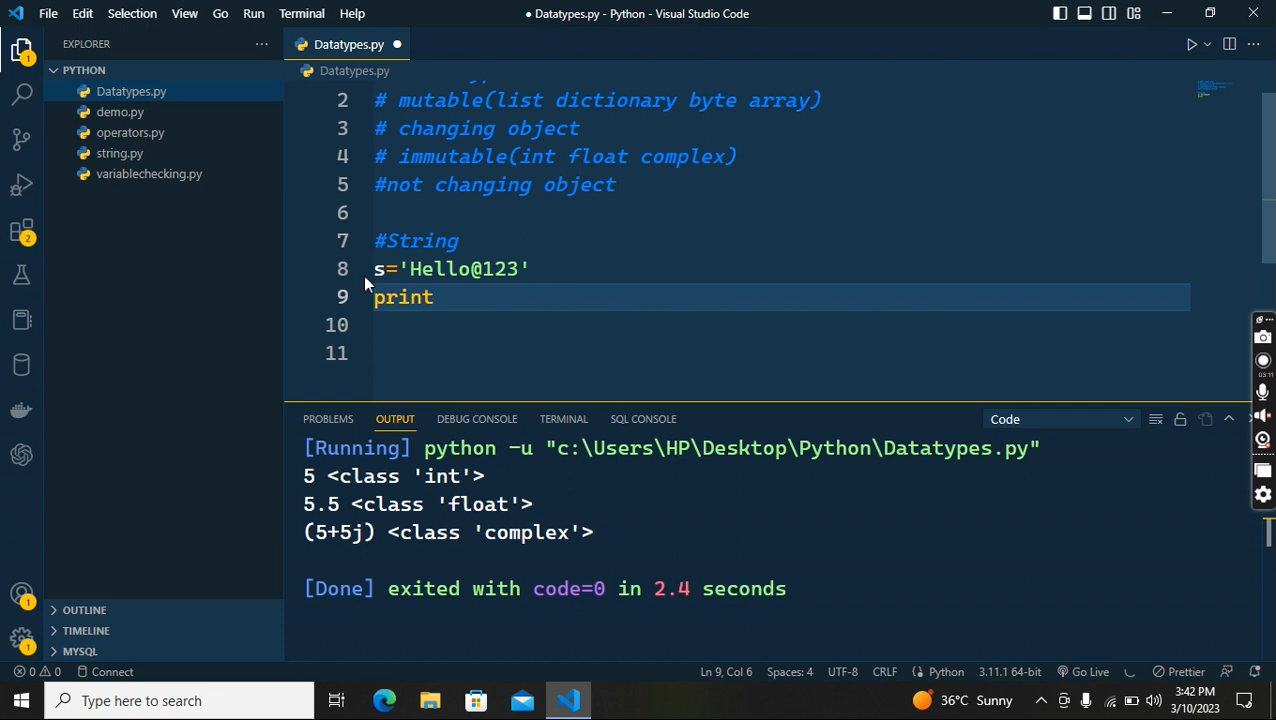 File Edit Selection View Go Run Terminal Help
● Datatypes.py - Python - Visual Studio Code
EXPLORER ···
Datatypes.py ●
PYTHON
Datatypes.py
Datatypes.py
demo.py
operators.py
string.py
variablechecking.py
2 # mutable(list dictionary byte array)
3 # changing object
4 # immutable(int float complex)
5 #not changing object
6
7 #String
8 s='Hello@123'
9 print
10
11
PROBLEMS OUTPUT DEBUG CONSOLE TERMINAL SQL CONSOLE Code
[Running] python -u "c:\Users\HP\Desktop\Python\Datatypes.py"
5 <class 'int'>
5.5 <class 'float'>
(5+5j) <class 'complex'>
[Done] exited with code=0 in 2.4 seconds
1
2
1
1
03:11
OUTLINE
TIMELINE
MYSQL
0 0 Connect Ln 9, Col 6 Spaces: 4 UTF-8 CRLF Python 3.11.1 64-bit Go Live Prettier
Type here to search
36°C Sunny
3:42 PM
3/10/2023